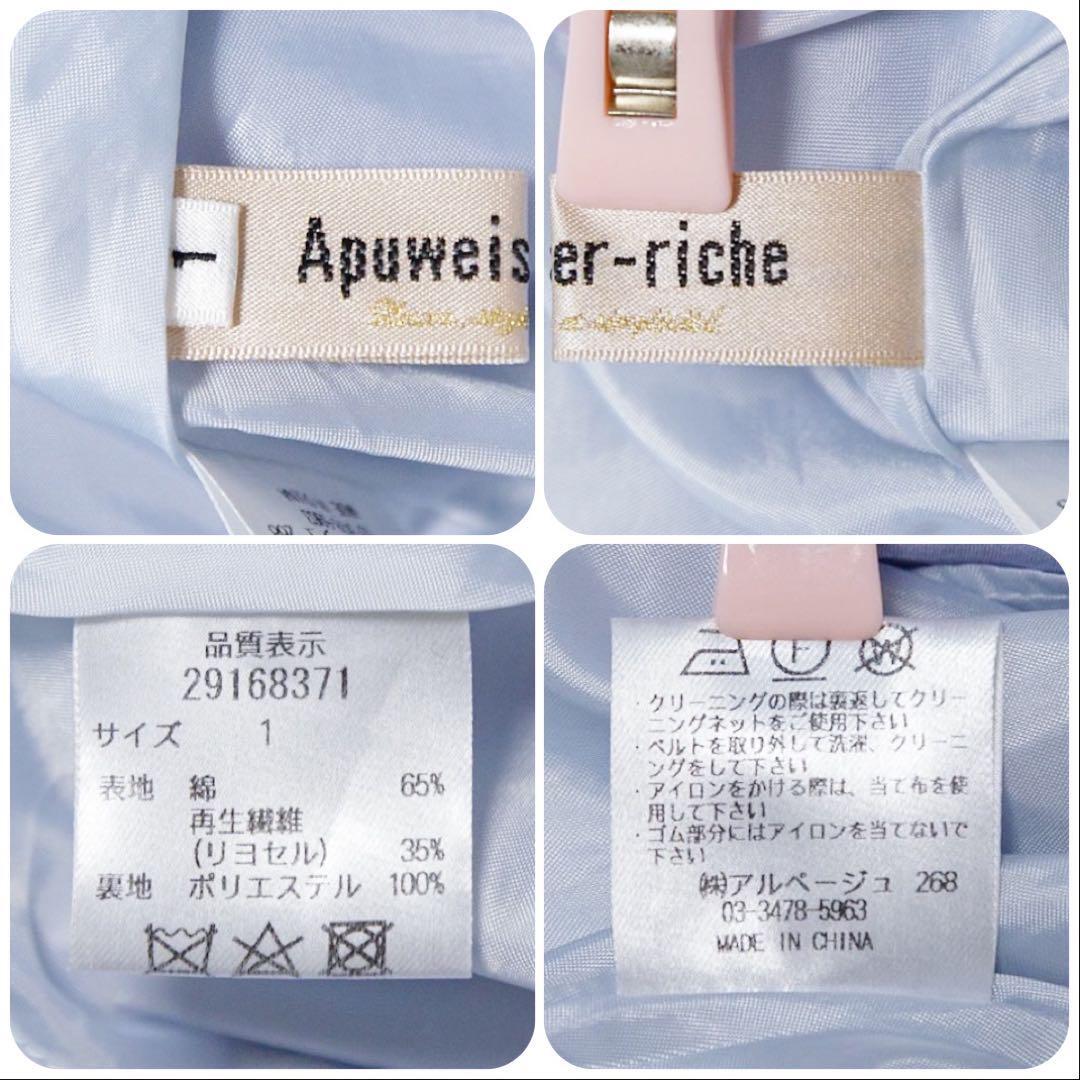 1
Apuweis
er-riche
品質表示
29168371
サイズ 1
表地 綿 65%
再生繊維
(リヨセル) 35%
裏地 ポリエステル 100%
F
W
・クリーニングの際は裏返してクリー
ニングネットをご使用下さい
・ベルトを取り外して洗濯、クリーニ
ングをして下さい
・アイロンをかける際は、当て布を使
用して下さい
・ゴム部分にはアイロンを当てないで
下さい
㈱アルページュ 268
03-3478-5963
MADE IN CHINA